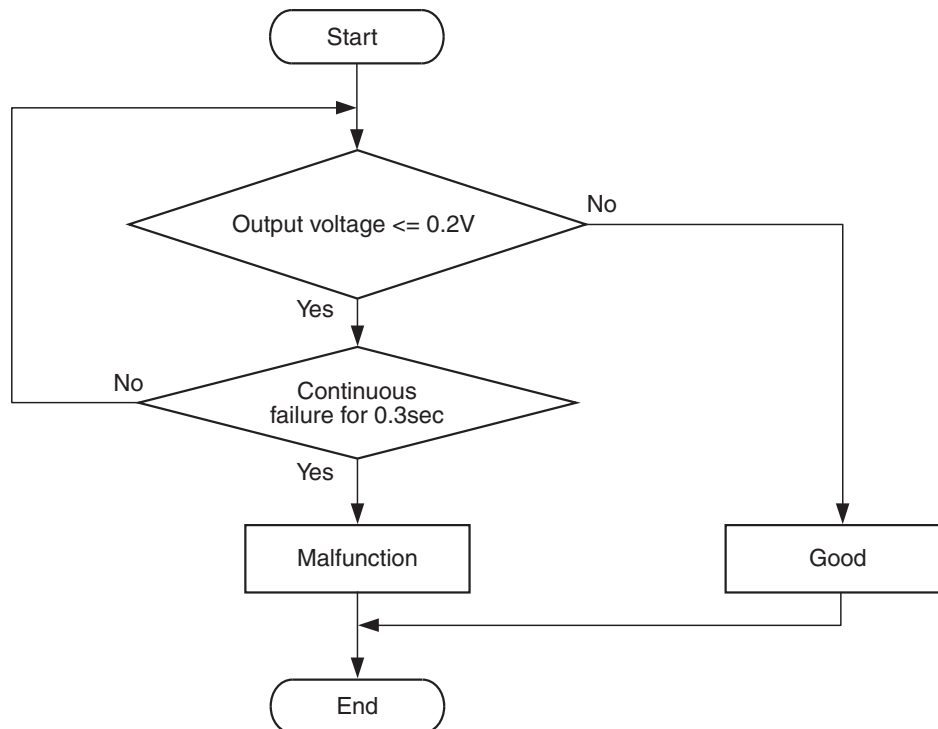 Start
Output voltage <= 0.2V
No
Yes
No
Continuous
failure for 0.3sec
Yes
Malfunction
Good
End